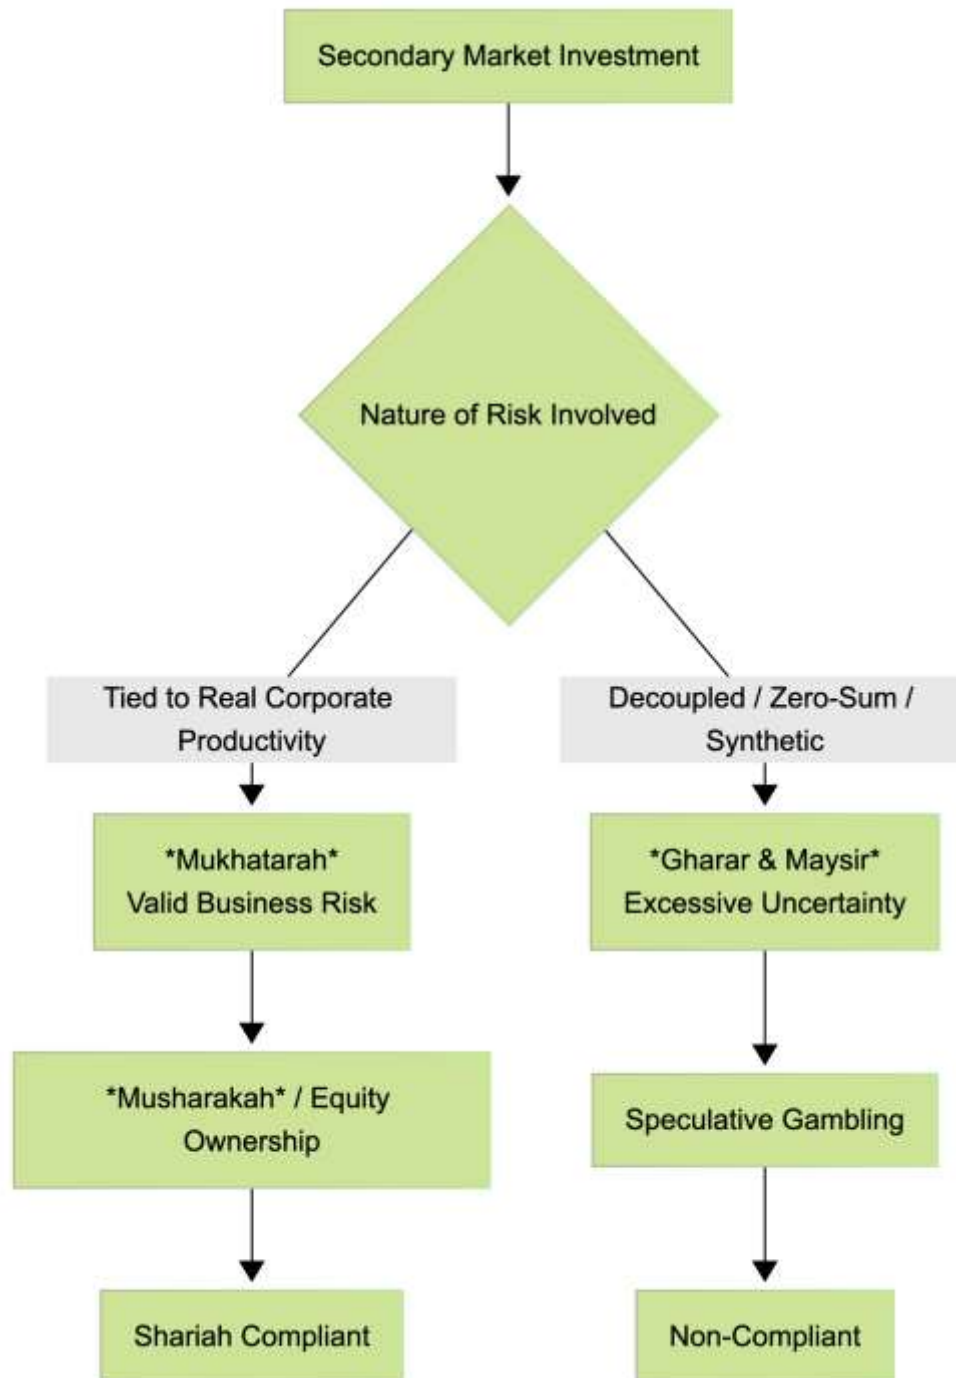 Secondary Market Investment
Nature of Risk Involved
Tied to Real Corporate
Productivity
Decoupled / Zero-Sum /
Synthetic
*Mukhatarah*
Valid Business Risk
*Gharar & Maysir*
Excessive Uncertainty
*Musharakah* / Equity
Ownership
Speculative Gambling
Shariah Compliant
Non-Compliant